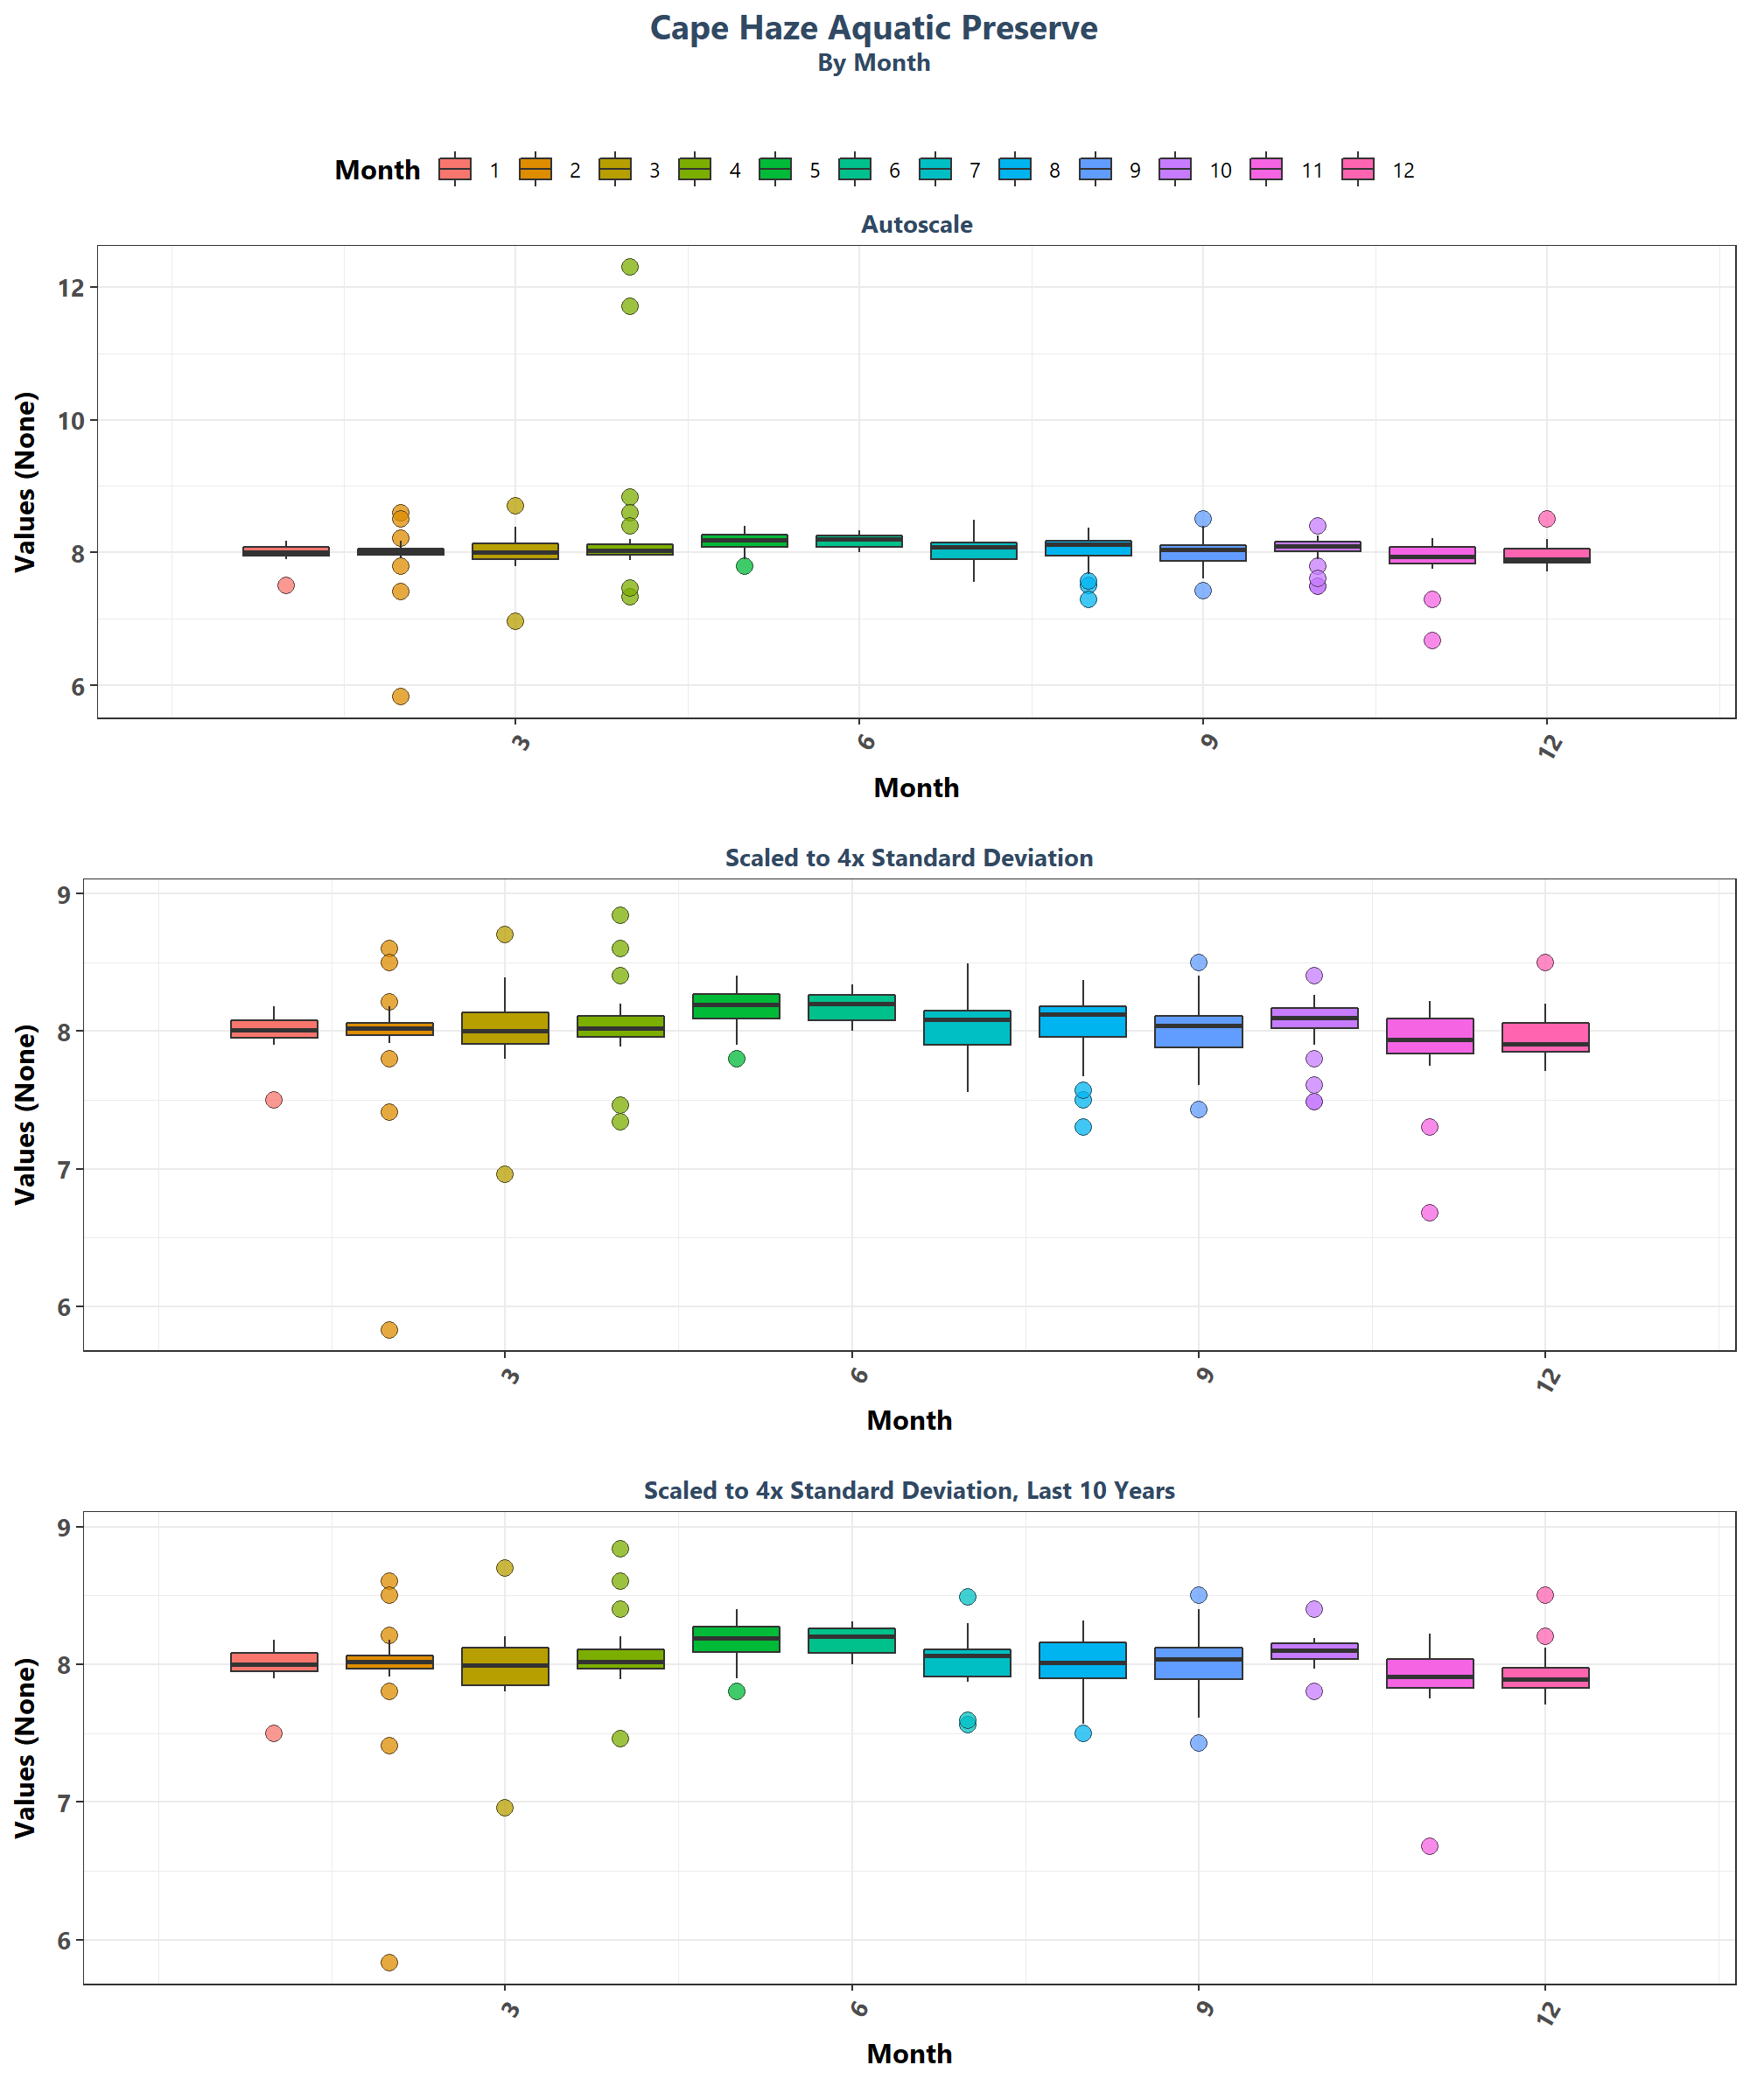 Cape Haze Aquatic Preserve
By Month
Month 1 2 3 4 5 6 7 8 9 10 11 12
Autoscale
Values (None)
12
10
8
6
3 6 9 12
Month
Scaled to 4x Standard Deviation
Values (None)
9
8
7
6
3 6 9 12
Month
Scaled to 4x Standard Deviation, Last 10 Years
Values (None)
9
8
7
6
3 6 9 12
Month